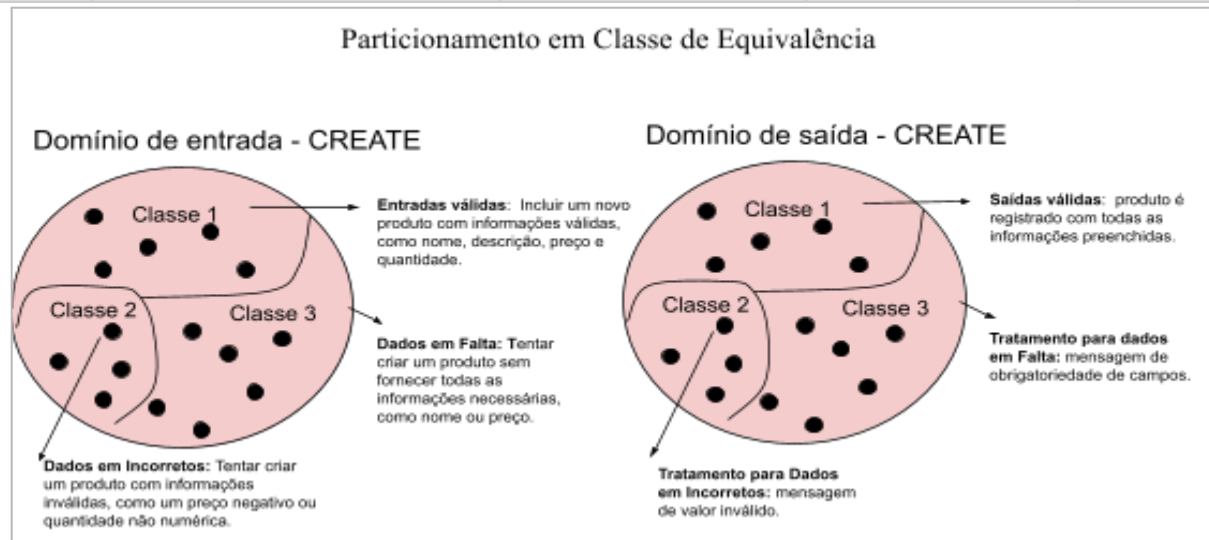 Particionamento em Classe de Equivalência
Domínio de entrada - CREATE
Classe 1
Classe 2
Classe 3
Entradas válidas: Incluir um novo
produto com informações válidas,
como nome, descrição, preço e
quantidade.
Dados em Falta: Tentar
criar um produto sem
fornecer todas as
informações necessárias,
como nome ou preço.
Dados em Incorretos: Tentar criar
um produto com informações
inválidas, como um preço negativo ou
quantidade não numérica.
Domínio de saída - CREATE
Classe 1
Classe 2
Classe 3
Saídas válidas: produto é
registrado com todas as
informações preenchidas.
Tratamento para dados
em Falta: mensagem de
obrigatoriedade de campos.
Tratamento para Dados
em Incorretos: mensagem
de valor inválido.